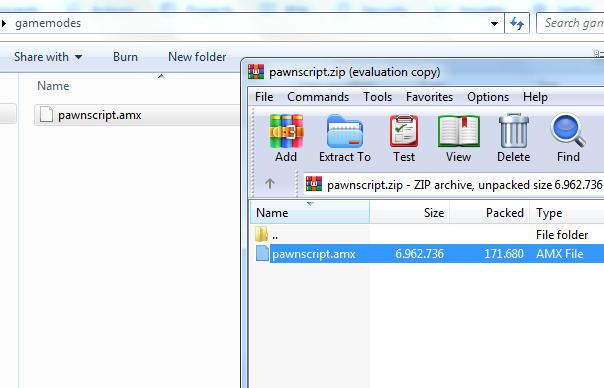 gamemodes
Search gam
Share with
Burn
New folder
Name
pawnscript.amx
pawnscript.zip (evaluation copy)
File Commands Tools Favorites Options Help
Add Extract To Test View Delete Find
pawnscript.zip - ZIP archive, unpacked size 6.962.736
Name Size Packed Type
.. File folder
pawnscript.amx 6.962.736 171.680 AMX File